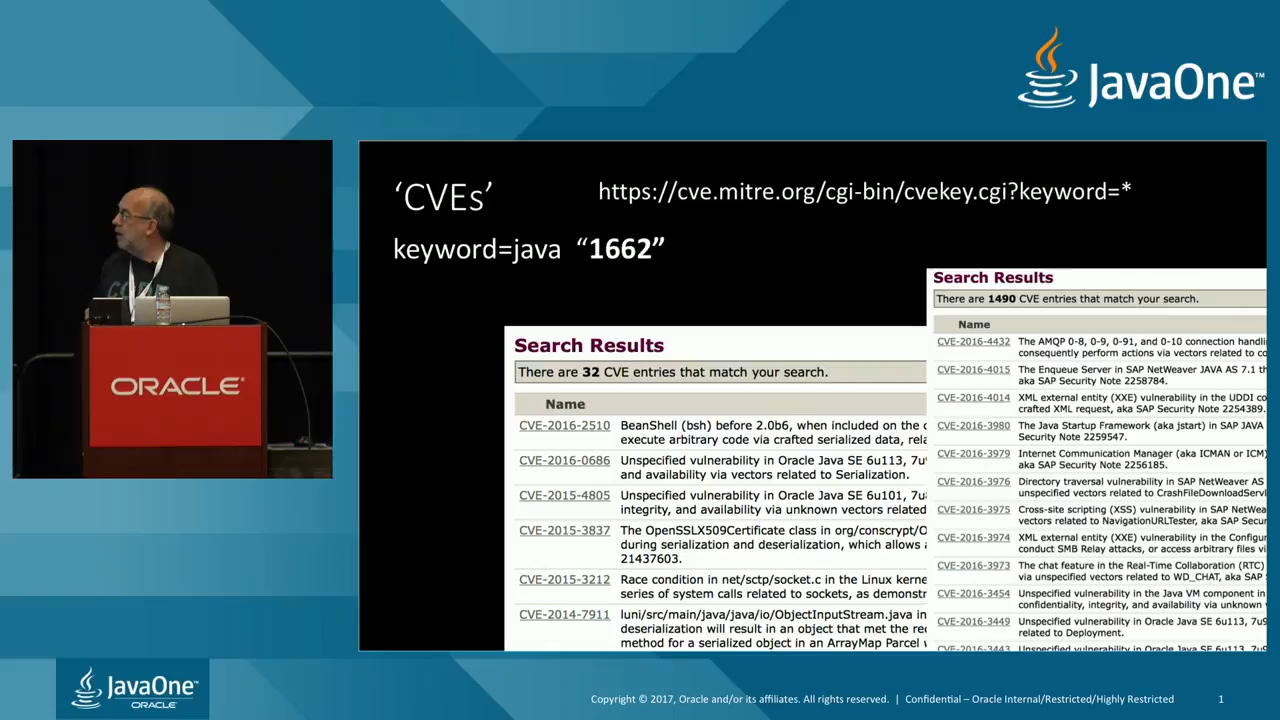 JavaOne™
‘CVEs’
https://cve.mitre.org/cgi-bin/cvekey.cgi?keyword=*
keyword=java “1662”
Search Results
There are 1490 CVE entries that match your search.
Name
CVE-2016-4432 The AMQP 0-8, 0-9, 0-91, and 0-10 connection handli
consequently perform actions via vectors related to co
CVE-2016-4015 The Enqueue Server in SAP NetWeaver JAVA AS 7.1 th
aka SAP Security Note 2258784.
CVE-2016-4014 XML external entity (XXE) vulnerability in the UDDI co
crafted XML request, aka SAP Security Note 2254389.
CVE-2016-3980 The Java Startup Framework (aka jstart) in SAP JAVA
Security Note 2259547.
CVE-2016-3979 Internet Communication Manager (aka ICMAN or ICM)
aka SAP Security Note 2256185.
CVE-2016-3976 Directory traversal vulnerability in SAP NetWeaver AS
unspecified vectors related to CrashFileDownloadServl
CVE-2016-3975 Cross-site scripting (XSS) vulnerability in SAP NetWea
vectors related to NavigationURLTester, aka SAP Secur
CVE-2016-3974 XML external entity (XXE) vulnerability in the Configur
conduct SMB Relay attacks, or access arbitrary files vi
CVE-2016-3973 The chat feature in the Real-Time Collaboration (RTC)
via unspecified vectors related to WD_CHAT, aka SAP
CVE-2016-3454 Unspecified vulnerability in the Java VM component in
confidentiality, integrity, and availability via unknown
CVE-2016-3449 Unspecified vulnerability in Oracle Java SE 6u113, 7u9
related to Deployment.
CVE-2016-3443 Unspecified vulnerability in Oracle Java SE 6u113, 7u9
Search Results
There are 32 CVE entries that match your search.
Name
CVE-2016-2510 BeanShell (bsh) before 2.0b6, when included on the c
execute arbitrary code via crafted serialized data, rela
CVE-2016-0686 Unspecified vulnerability in Oracle Java SE 6u113, 7u9
and availability via vectors related to Serialization.
CVE-2015-4805 Unspecified vulnerability in Oracle Java SE 6u101, 7u8
integrity, and availability via unknown vectors related
CVE-2015-3837 The OpenSSLX509Certificate class in org/conscrypt/O
during serialization and deserialization, which allows a
21437603.
CVE-2015-3212 Race condition in net/sctp/socket.c in the Linux kerne
series of system calls related to sockets, as demonstr
CVE-2014-7911 luni/src/main/java/java/io/ObjectInputStream.java in
deserialization will result in an object that met the req
method for a serialized object in an ArrayMap Parcel w
ORACLE®
JavaOne™
ORACLE®
Copyright © 2017, Oracle and/or its affiliates. All rights reserved. | Confidential – Oracle Internal/Restricted/Highly Restricted 1